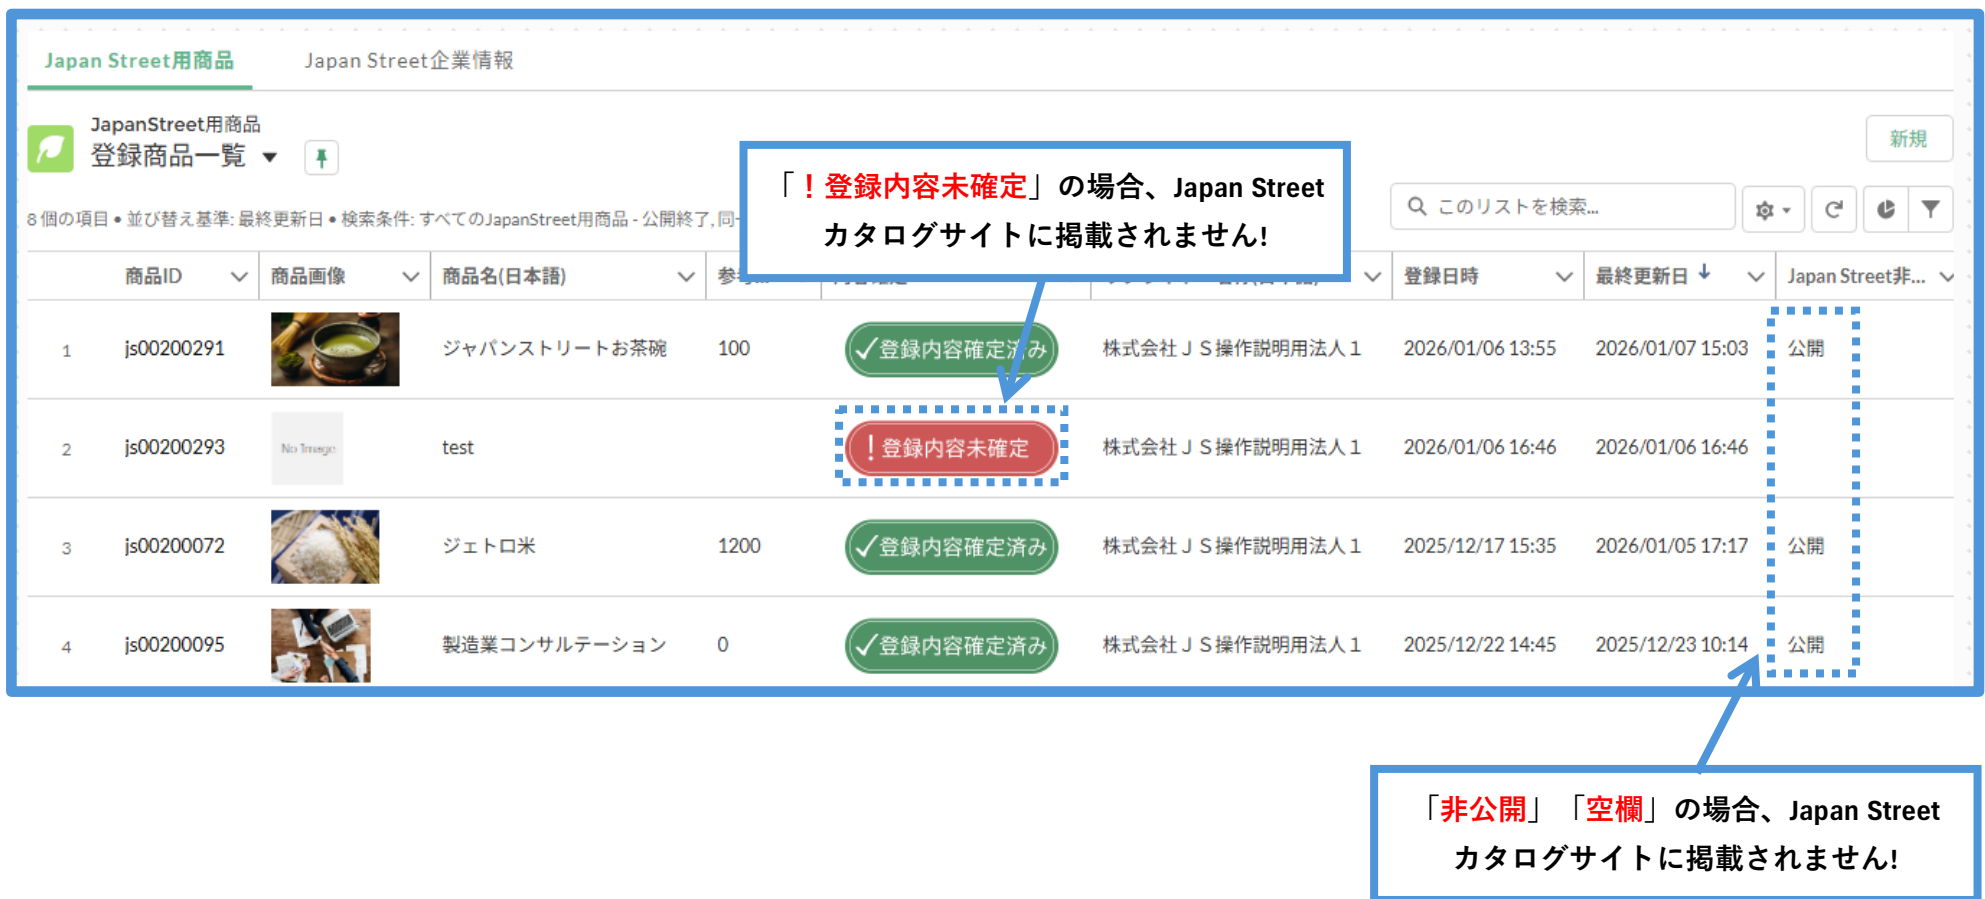 Japan Street用商品 Japan Street企業情報
JapanStreet用商品
登録商品一覧
新規
「！登録内容未確定」の場合、Japan Street
カタログサイトに掲載されません!
8 個の項目 • 並び替え基準: 最終更新日 • 検索条件: すべてのJapanStreet用商品 - 公開終了, 同一
このリストを検索...
商品ID 商品画像 商品名(日本語) 登録日時 最終更新日 Japan Street非...
1 js00200291 ジャパンストリートお茶碗 100 登録内容確定済み 株式会社ＪＳ操作説明用法人１ 2026/01/06 13:55 2026/01/07 15:03 公開
2 js00200293 No Image test ！登録内容未確定 株式会社ＪＳ操作説明用法人１ 2026/01/06 16:46 2026/01/06 16:46
3 js00200072 ジェトロ米 1200 登録内容確定済み 株式会社ＪＳ操作説明用法人１ 2025/12/17 15:35 2026/01/05 17:17 公開
4 js00200095 製造業コンサルテーション 0 登録内容確定済み 株式会社ＪＳ操作説明用法人１ 2025/12/22 14:45 2025/12/23 10:14 公開
「非公開」「空欄」の場合、Japan Street
カタログサイトに掲載されません!